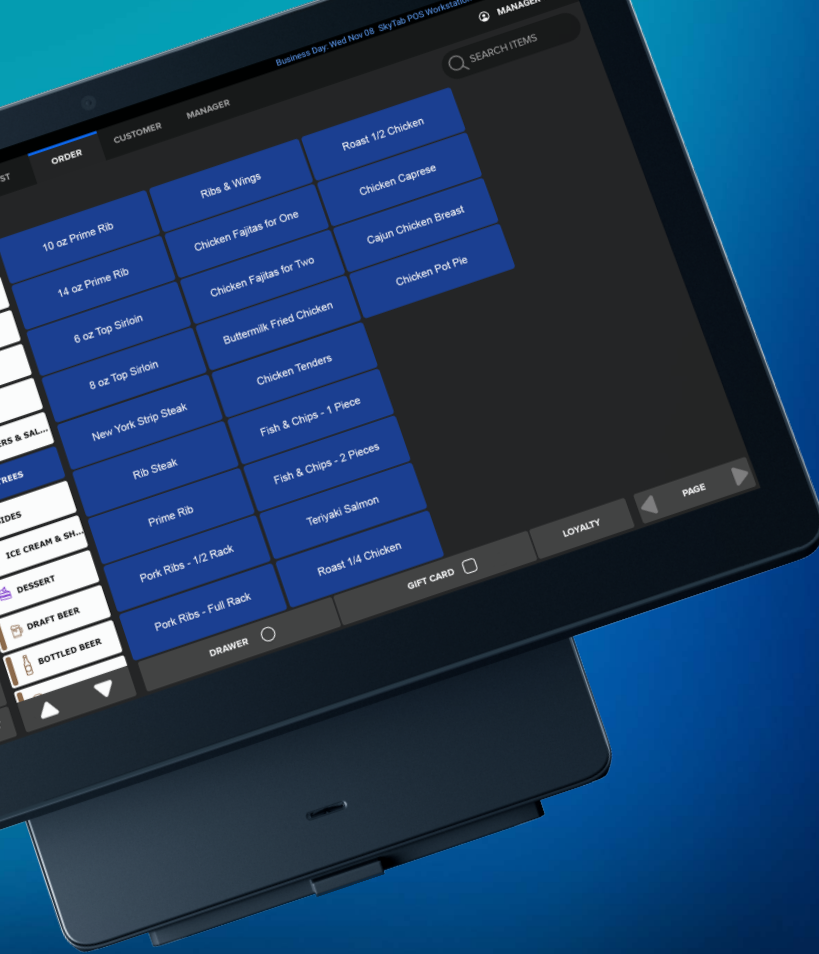 Business Day: Wed Nov 08 SkyTab POS Workstation
MANAGER
ST
ORDER
CUSTOMER
MANAGER
SEARCH ITEMS
10 oz Prime Rib
14 oz Prime Rib
6 oz Top Sirloin
8 oz Top Sirloin
New York Strip Steak
Rib Steak
Prime Rib
Pork Ribs - 1/2 Rack
Pork Ribs - Full Rack
Ribs & Wings
Chicken Fajitas for One
Chicken Fajitas for Two
Buttermilk Fried Chicken
Chicken Tenders
Fish & Chips - 1 Piece
Fish & Chips - 2 Pieces
Teriyaki Salmon
Roast 1/4 Chicken
Roast 1/2 Chicken
Chicken Caprese
Cajun Chicken Breast
Chicken Pot Pie
ERS & SAL...
TREES
IDES
ICE CREAM & SH...
DESSERT
DRAFT BEER
BOTTLED BEER
DRAWER
GIFT CARD
LOYALTY
PAGE